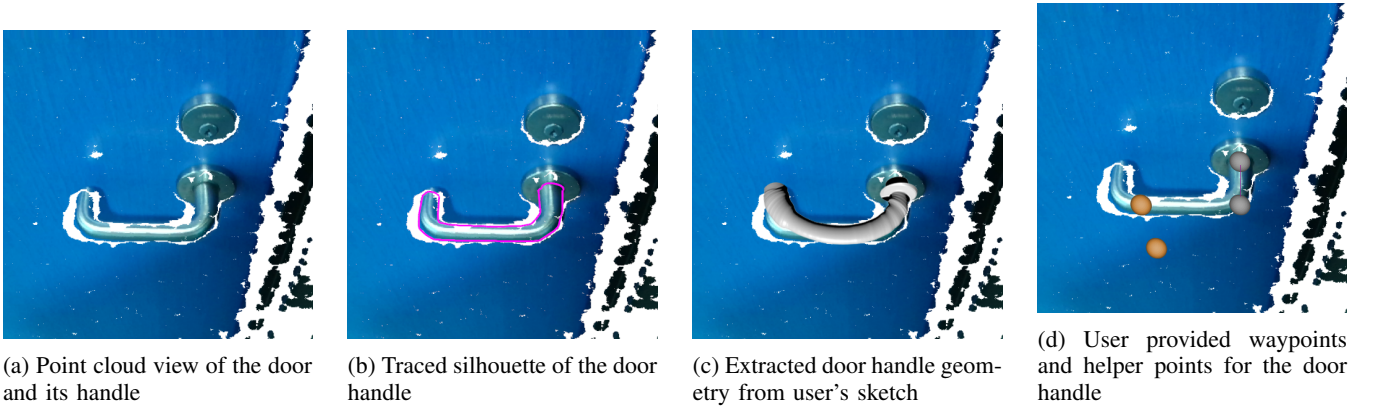 (a) Point cloud view of the door
and its handle
(b) Traced silhouette of the door
handle
(c) Extracted door handle geom-
etry from user's sketch
(d) User provided waypoints
and helper points for the door
handle